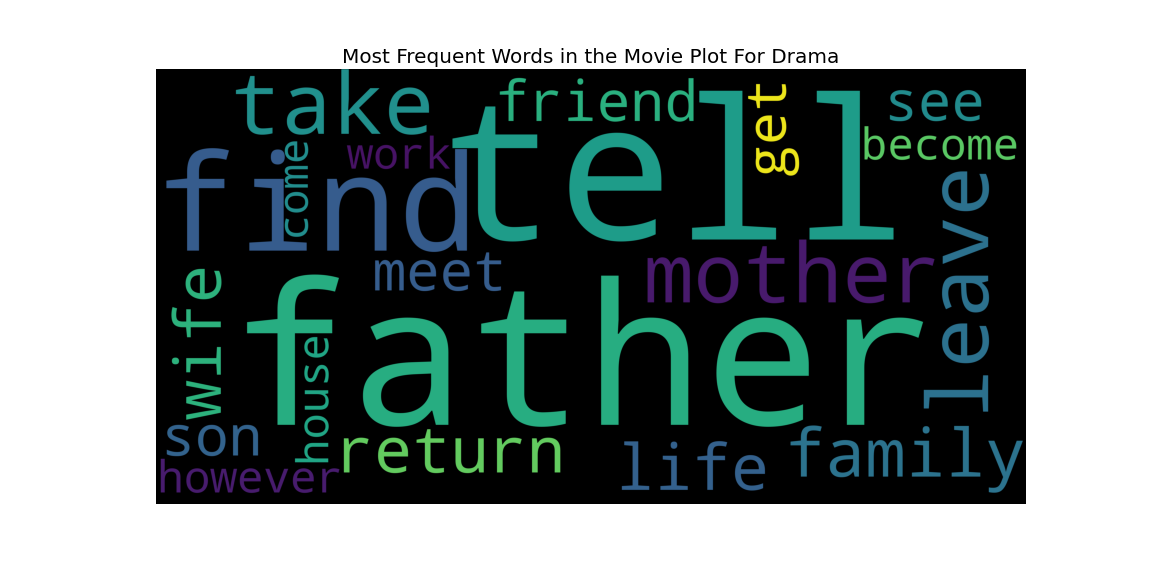 Most Frequent Words in the Movie Plot For Drama
take
friend
get
see
tell
work
become
find
come
leave
meet
mother
wife
father
house
son
return
life
family
however